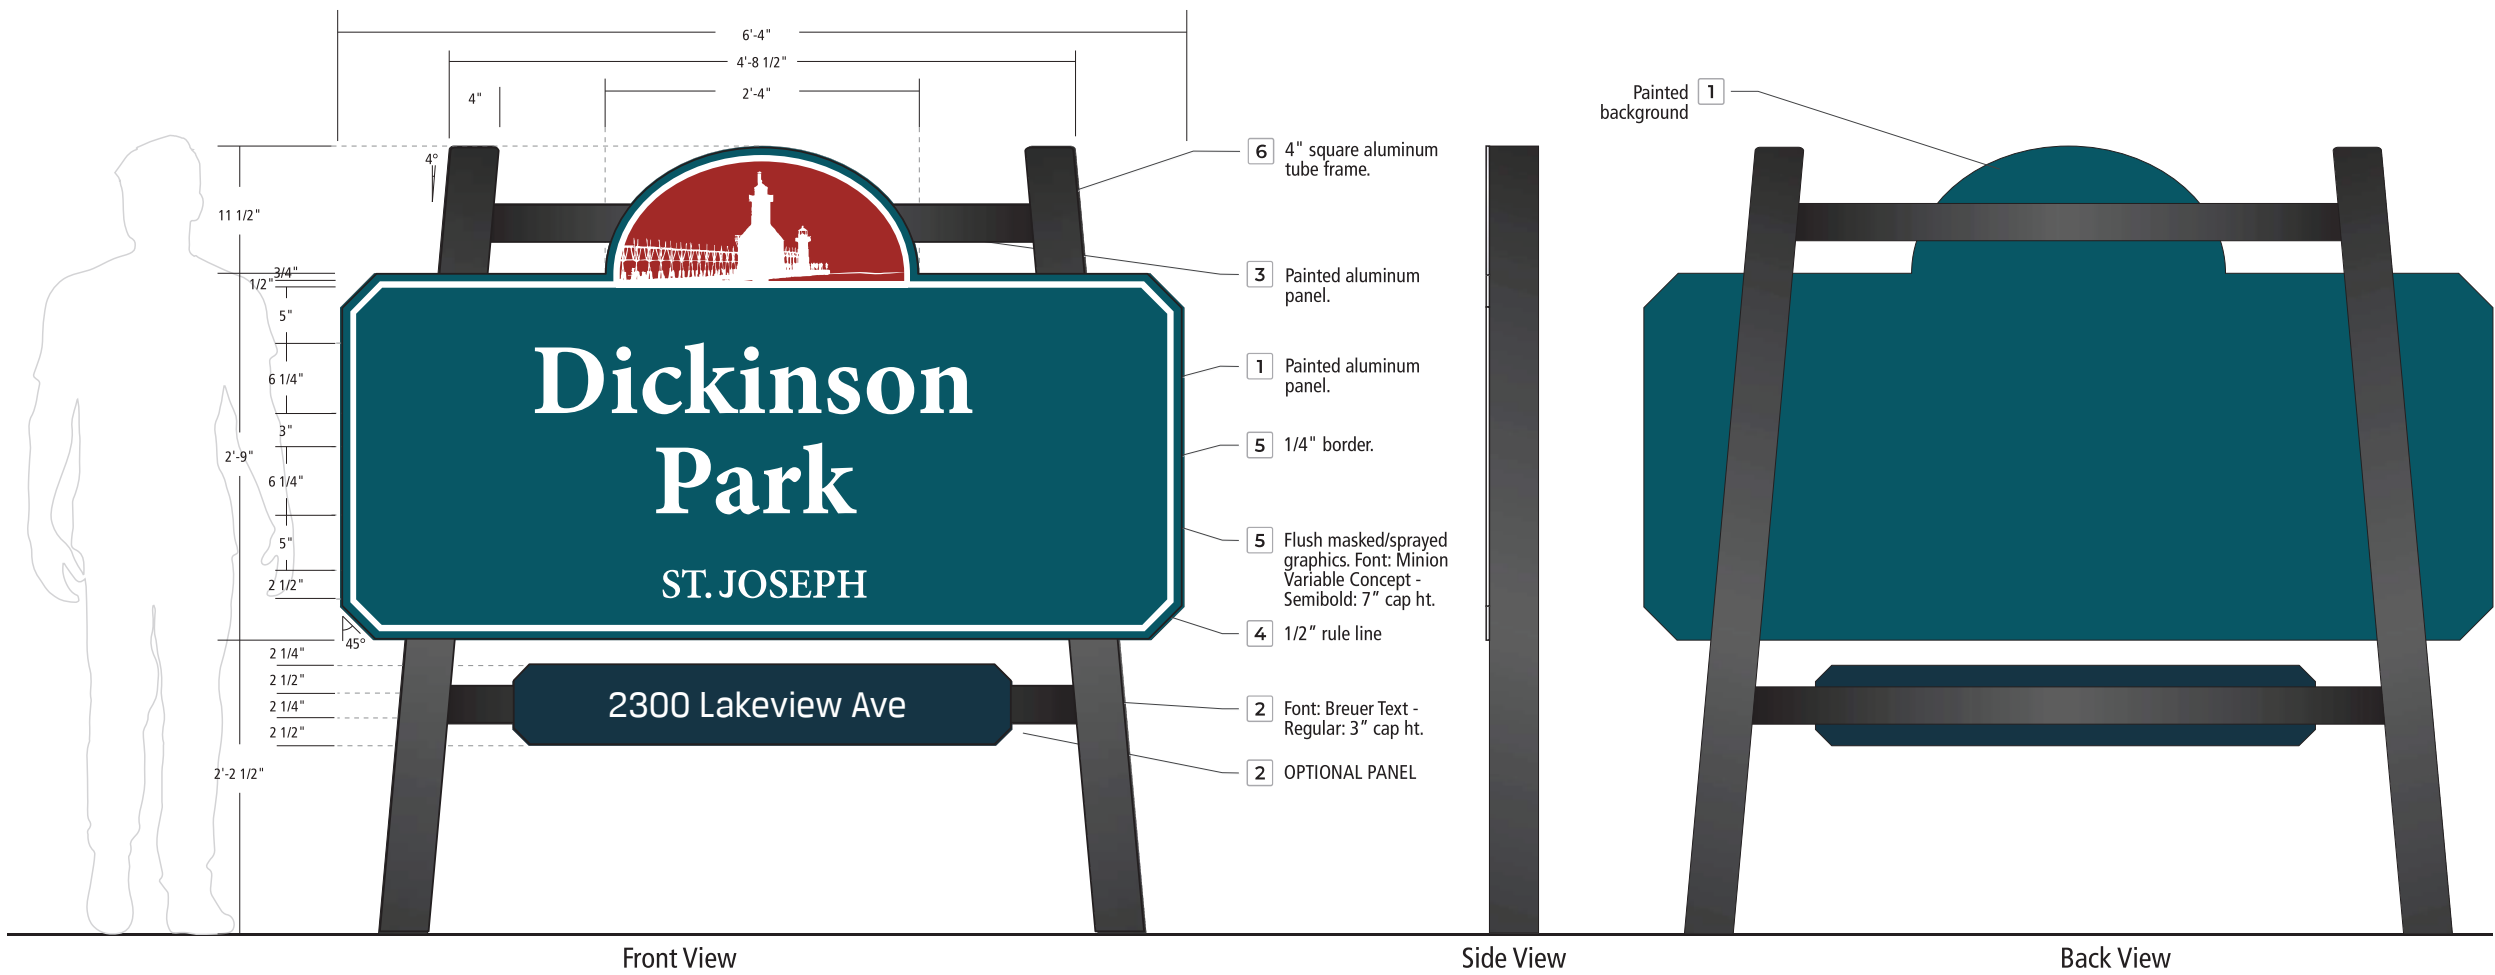 6'-4"
4'-8 1/2"
2'-4"
4"
4°
11 1/2"
3/4"
1/2"
5"
6 1/4"
3"
2'-9"
6 1/4"
5"
2 1/2"
45°
2 1/4"
2 1/2"
2 1/4"
2 1/2"
2'-2 1/2"
Dickinson
Park
ST. JOSEPH
2300 Lakeview Ave
6 4" square aluminum
tube frame.
3 Painted aluminum
panel.
1 Painted aluminum
panel.
5 1/4" border.
5 Flush masked/sprayed
graphics. Font: Minion
Variable Concept -
Semibold: 7” cap ht.
4 1/2” rule line
2 Font: Breuer Text -
Regular: 3” cap ht.
2 OPTIONAL PANEL
Painted 1
background
Front View
Side View
Back View